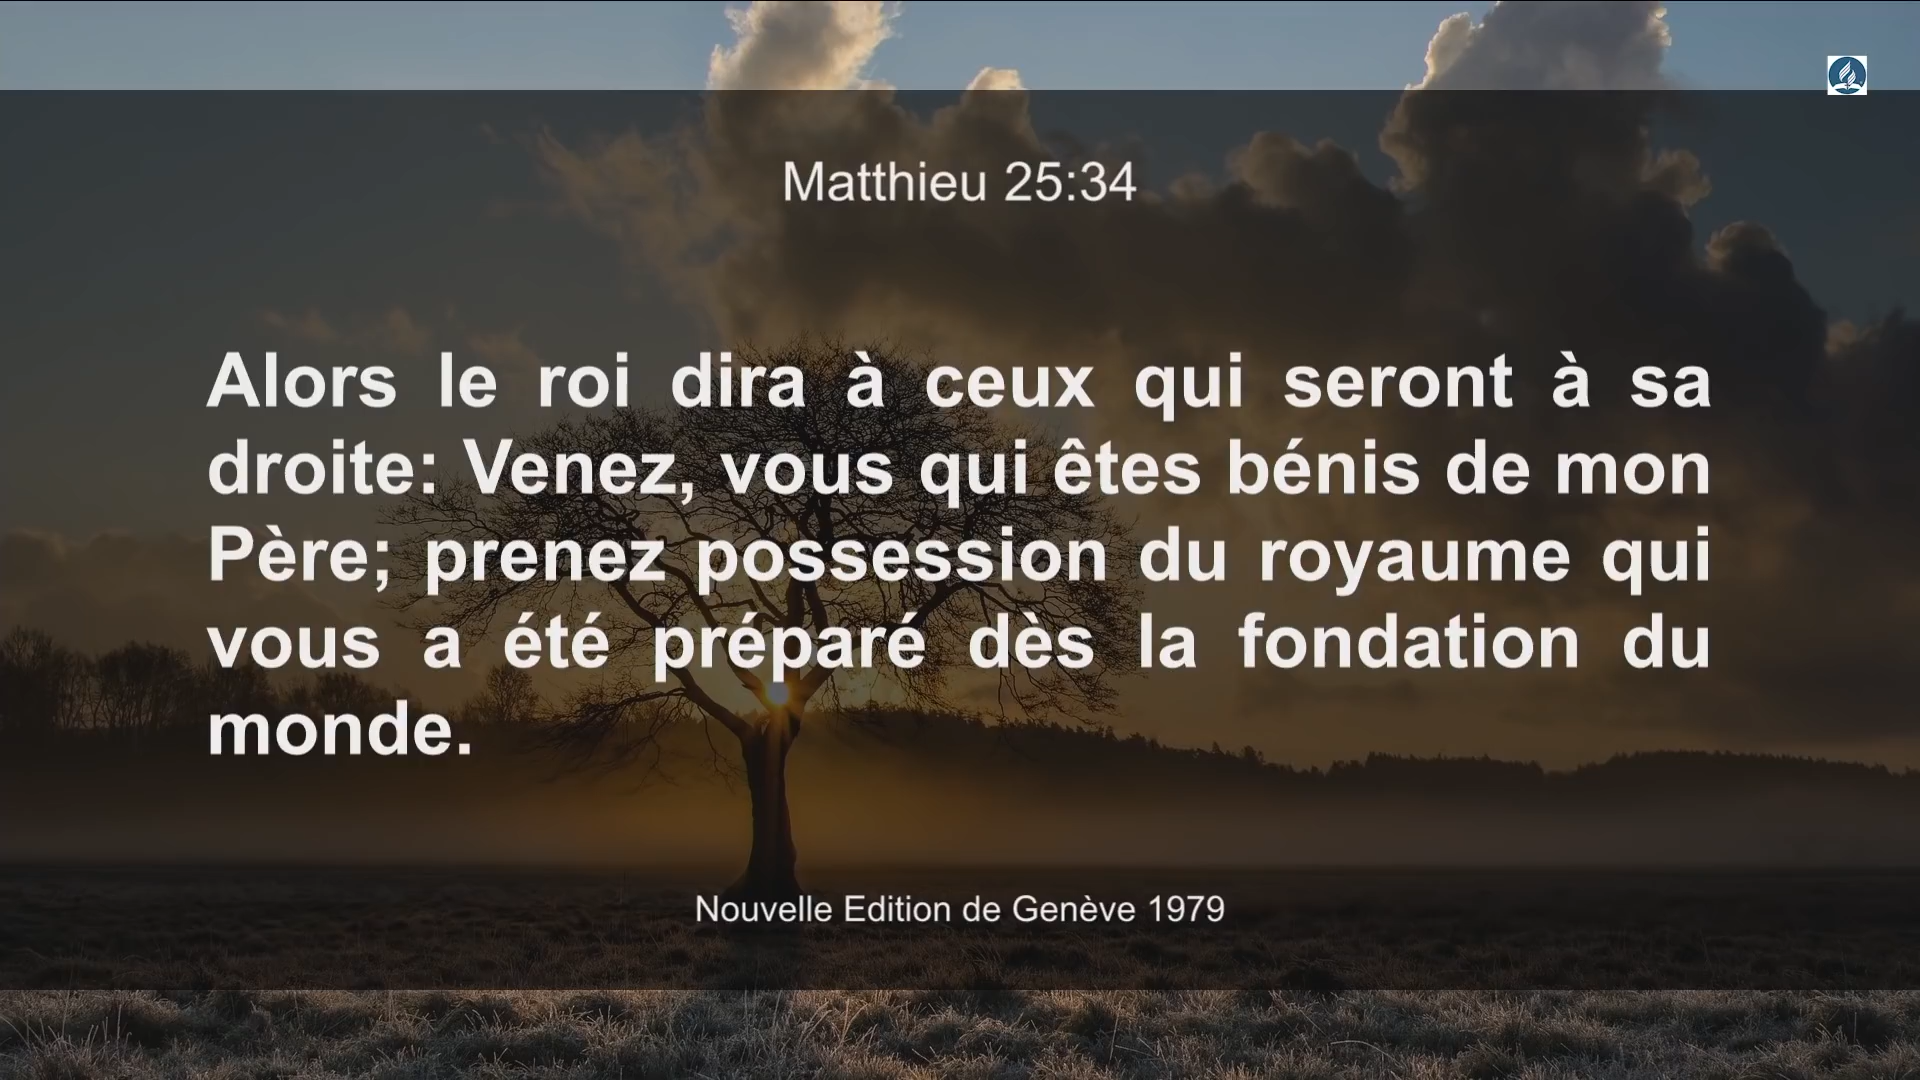 Matthieu 25:34
Alors le roi dira à ceux qui seront à sa
droite: Venez, vous qui êtes bénis de mon
Père; prenez possession du royaume qui
vous a été préparé dès la fondation du
monde.
Nouvelle Edition de Genève 1979